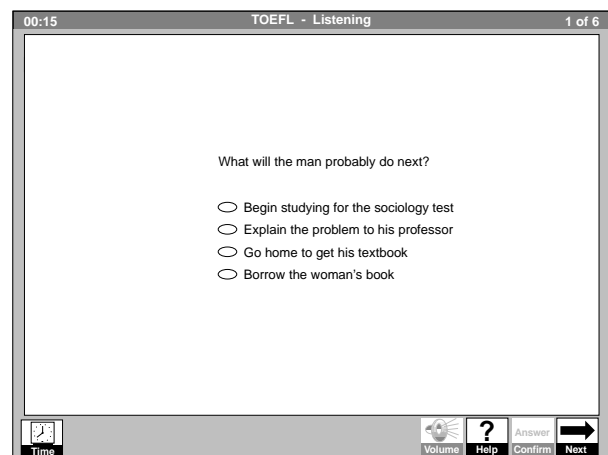 00:15 TOEFL - Listening 1 of 6
What will the man probably do next?
Begin studying for the sociology test
Explain the problem to his professor
Go home to get his textbook
Borrow the woman's book
Time Volume ? Help Answer Confirm Next